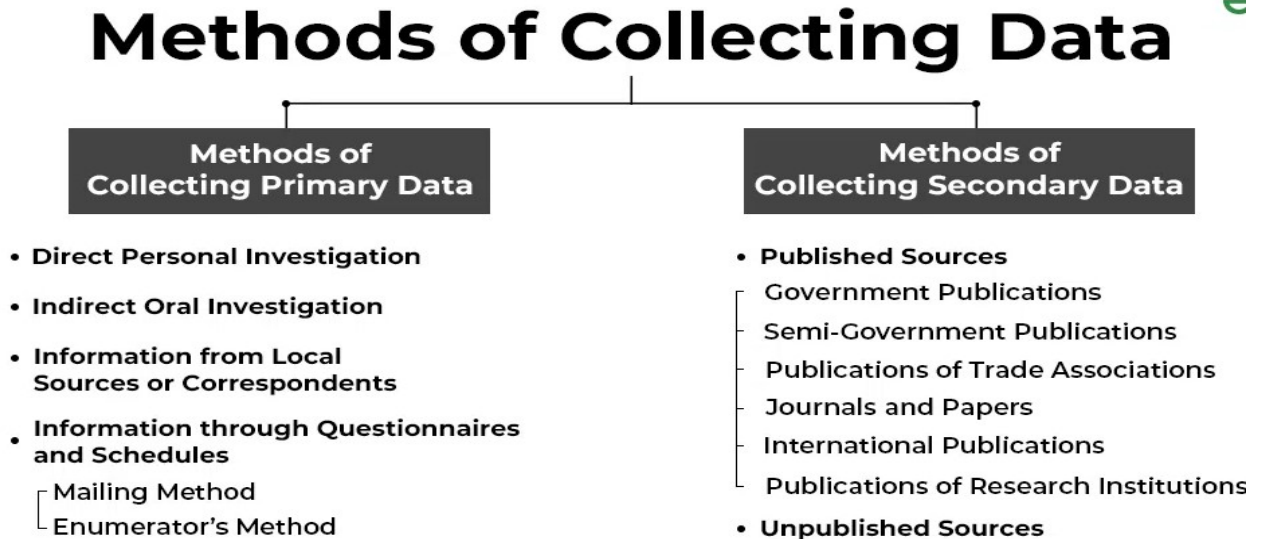 Methods of Collecting Data
Methods of
Collecting Primary Data
• Direct Personal Investigation
• Indirect Oral Investigation
• Information from Local
Sources or Correspondents
• Information through Questionnaires
and Schedules
Mailing Method
Enumerator's Method
Methods of
Collecting Secondary Data
• Published Sources
Government Publications
Semi-Government Publications
Publications of Trade Associations
Journals and Papers
International Publications
Publications of Research Institutions
• Unpublished Sources